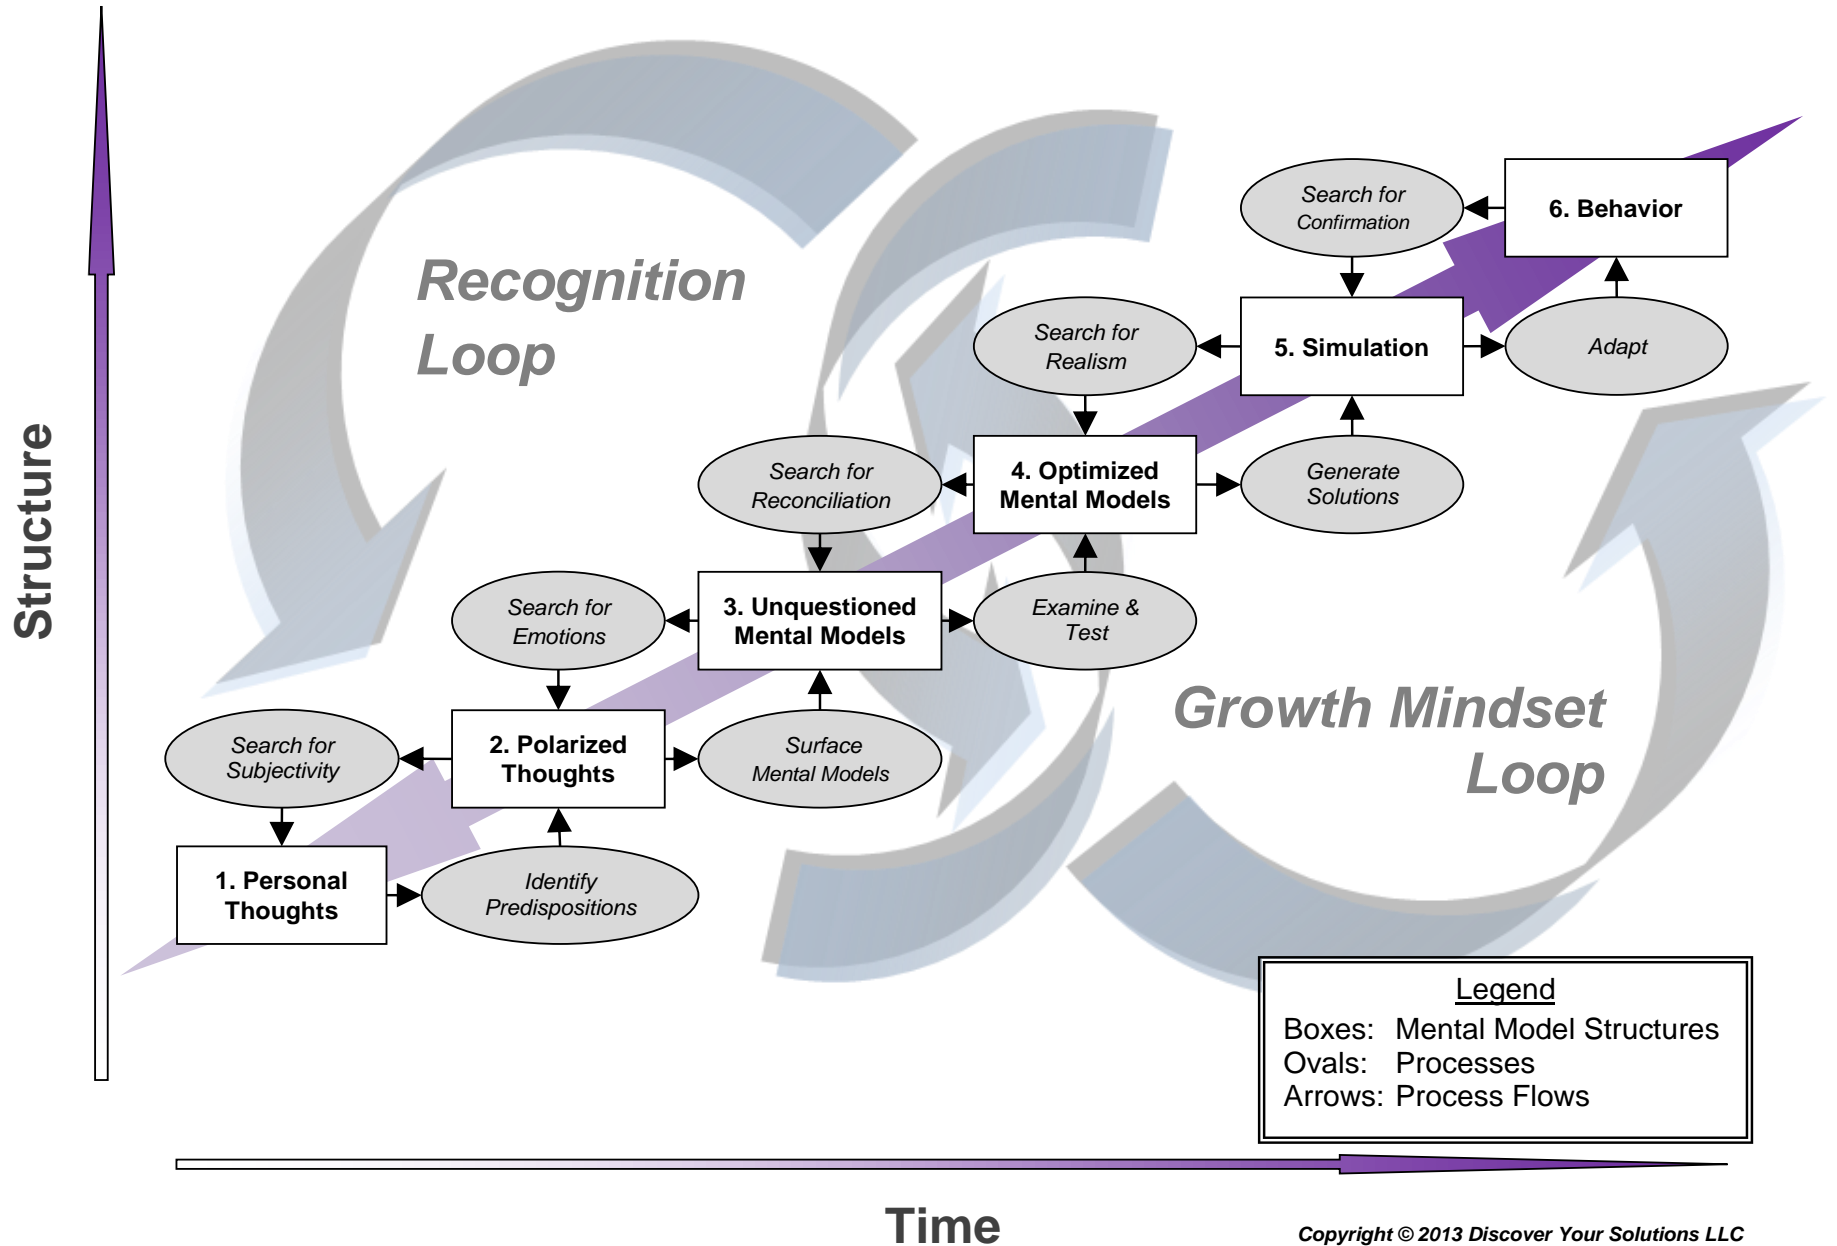 Structure
Recognition
Loop
Growth Mindset
Loop
Search for
Confirmation
6. Behavior
Search for
Realism
5. Simulation
Adapt
Search for
Reconciliation
4. Optimized
Mental Models
Generate
Solutions
Search for
Emotions
3. Unquestioned
Mental Models
Examine &
Test
Search for
Subjectivity
2. Polarized
Thoughts
Surface
Mental Models
1. Personal
Thoughts
Identify
Predispositions
Legend
Boxes: Mental Model Structures
Ovals: Processes
Arrows: Process Flows
Time
Copyright © 2013 Discover Your Solutions LLC